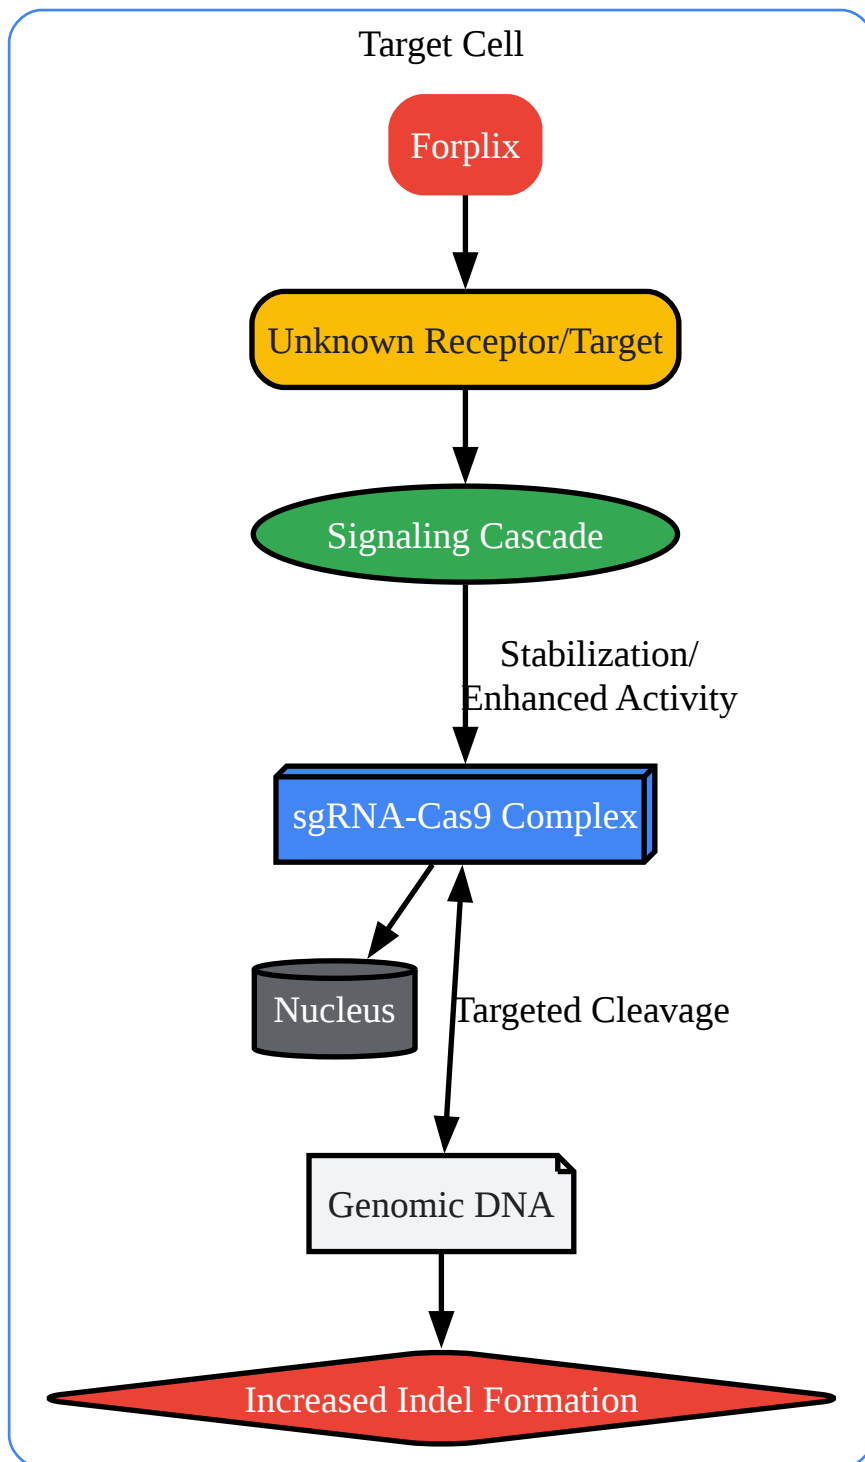 Target Cell
Forplix
Unknown Receptor/Target
Signaling Cascade
Stabilization/
Enhanced Activity
sgRNA-Cas9 Complex
Nucleus
Targeted Cleavage
Genomic DNA
Increased Indel Formation